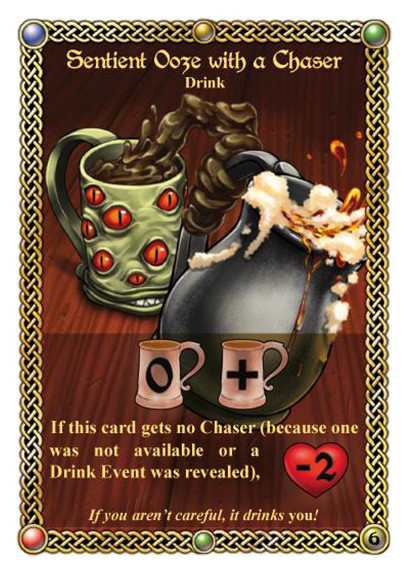 Sentient Ooze with a Chaser
Drink
0 +
If this card gets no Chaser (because one
was not available or a
Drink Event was revealed),
-2
If you aren't careful, it drinks you!
6